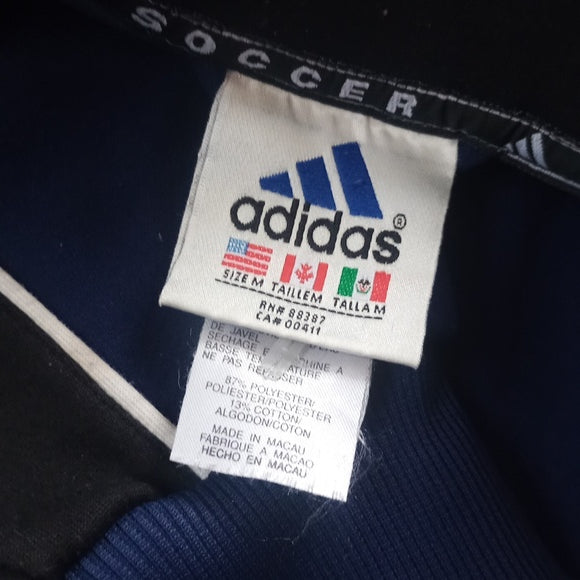 SOCCER
adidas
®
SIZE M TAILLE M TALLA M
RN# 88387
CA# 00411
DE JAVEL
SECHAGE
BASSE
NE PAS REPASSER
87% POLYESTER/
POLIESTER/POLYESTER
13% COTTON/
ALGODON/COTON
MADE IN MACAU
FABRIQUE A MACAO
HECHO EN MACAU